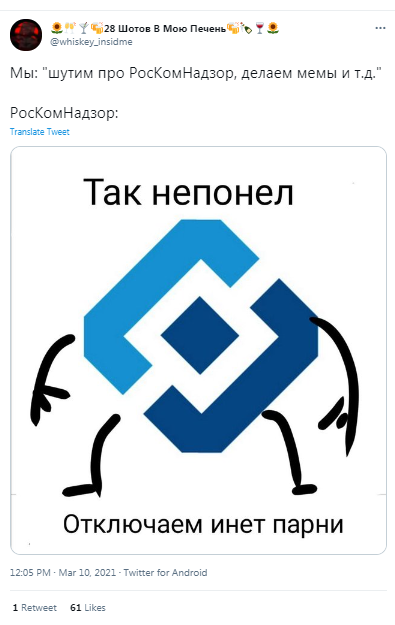 🌻🥂🍸🍻28 Шотов В Мою Печень🍻🍾🍷🌻
@whiskey_insidme
Мы: "шутим про РосКомНадзор, делаем мемы и т.д."
РосКомНадзор:
Translate Tweet
Так непонел
Отключаем инет парни
12:05 PM · Mar 10, 2021 · Twitter for Android
1 Retweet 61 Likes